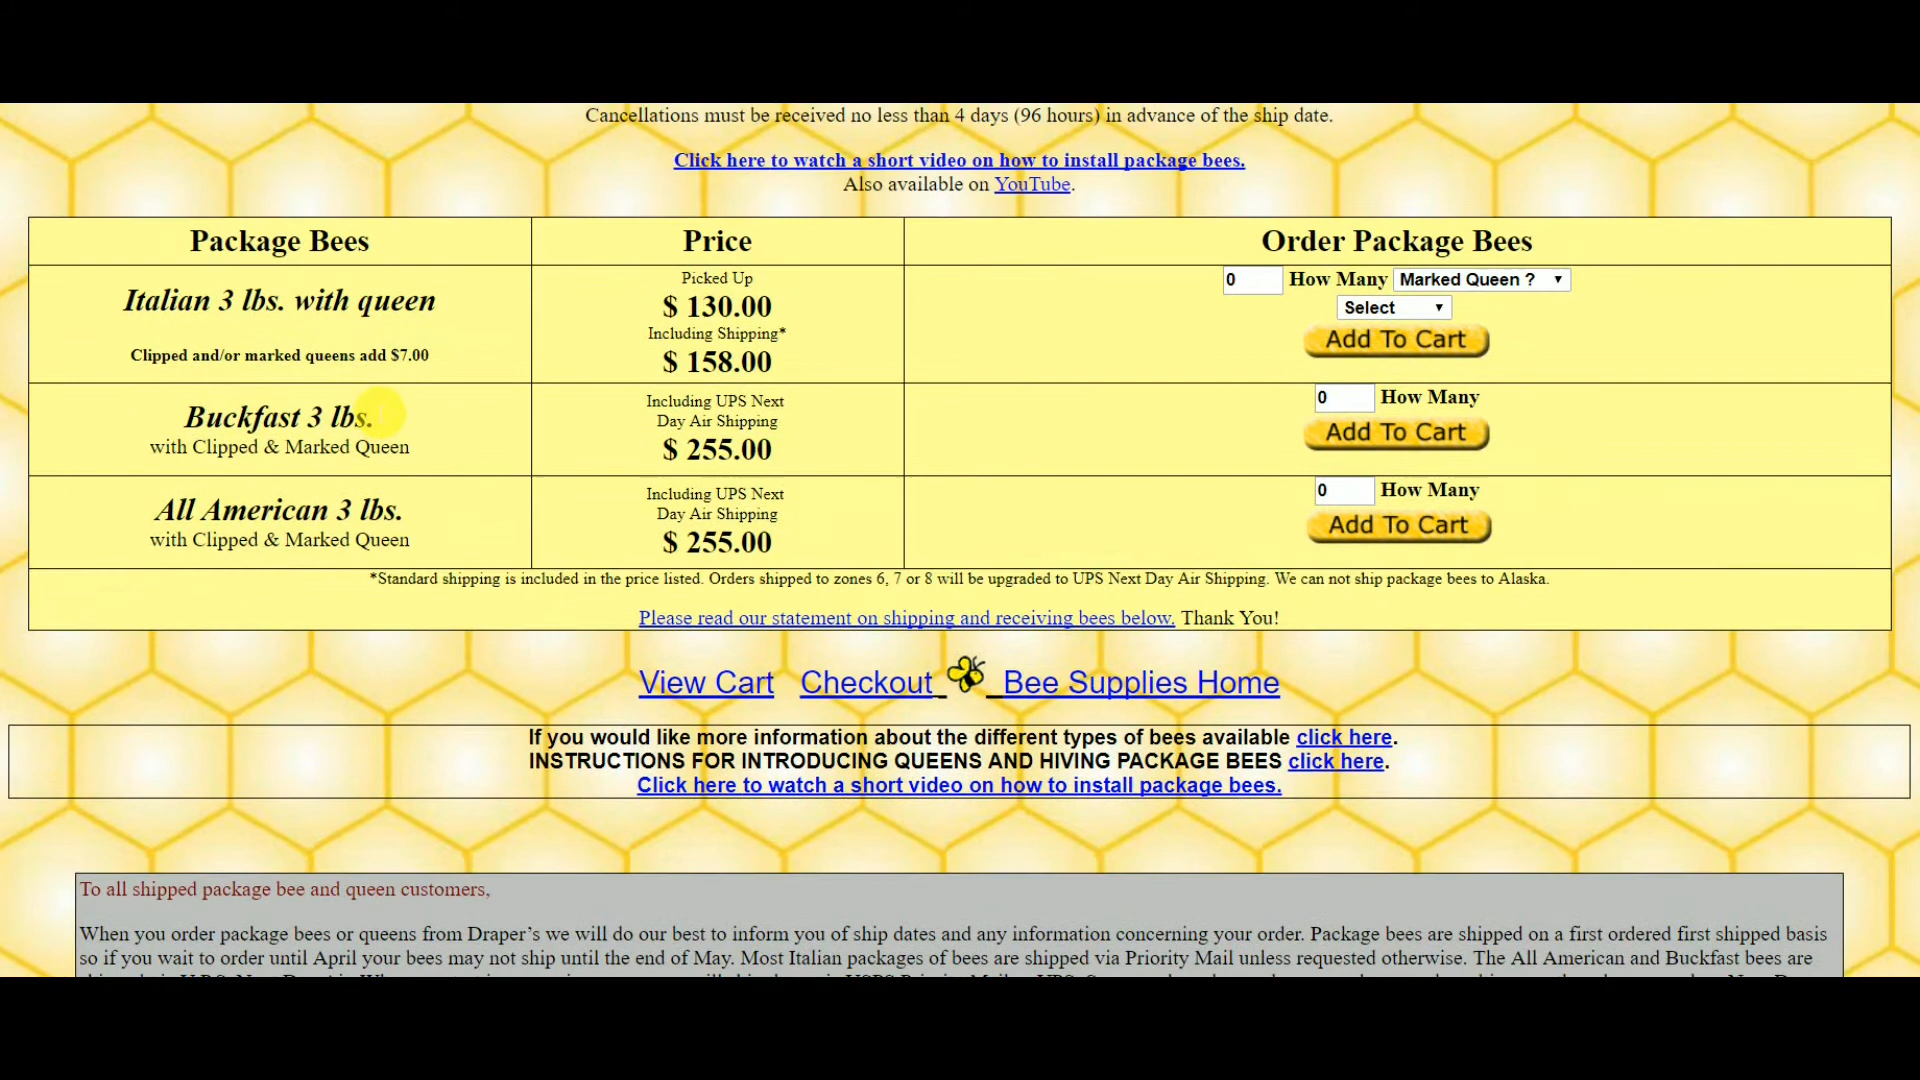 Cancellations must be received no less than 4 days (96 hours) in advance of the ship date.
Click here to watch a short video on how to install package bees.
Also available on YouTube.
Package Bees
Price
Order Package Bees
Italian 3 lbs. with queen
Clipped and/or marked queens add $7.00
Picked Up
$ 130.00
Including Shipping*
$ 158.00
0 How Many Marked Queen ?
Select
Add To Cart
Buckfast 3 lbs.
with Clipped & Marked Queen
Including UPS Next
Day Air Shipping
$ 255.00
0 How Many
Add To Cart
All American 3 lbs.
with Clipped & Marked Queen
Including UPS Next
Day Air Shipping
$ 255.00
0 How Many
Add To Cart
*Standard shipping is included in the price listed. Orders shipped to zones 6, 7 or 8 will be upgraded to UPS Next Day Air Shipping. We can not ship package bees to Alaska.
Please read our statement on shipping and receiving bees below. Thank You!
View Cart Checkout Bee Supplies Home
If you would like more information about the different types of bees available click here.
INSTRUCTIONS FOR INTRODUCING QUEENS AND HIVING PACKAGE BEES click here.
Click here to watch a short video on how to install package bees.
To all shipped package bee and queen customers,
When you order package bees or queens from Draper's we will do our best to inform you of ship dates and any information concerning your order. Package bees are shipped on a first ordered first shipped basis
so if you wait to order until April your bees may not ship until the end of May. Most Italian packages of bees are shipped via Priority Mail unless requested otherwise. The All American and Buckfast bees are